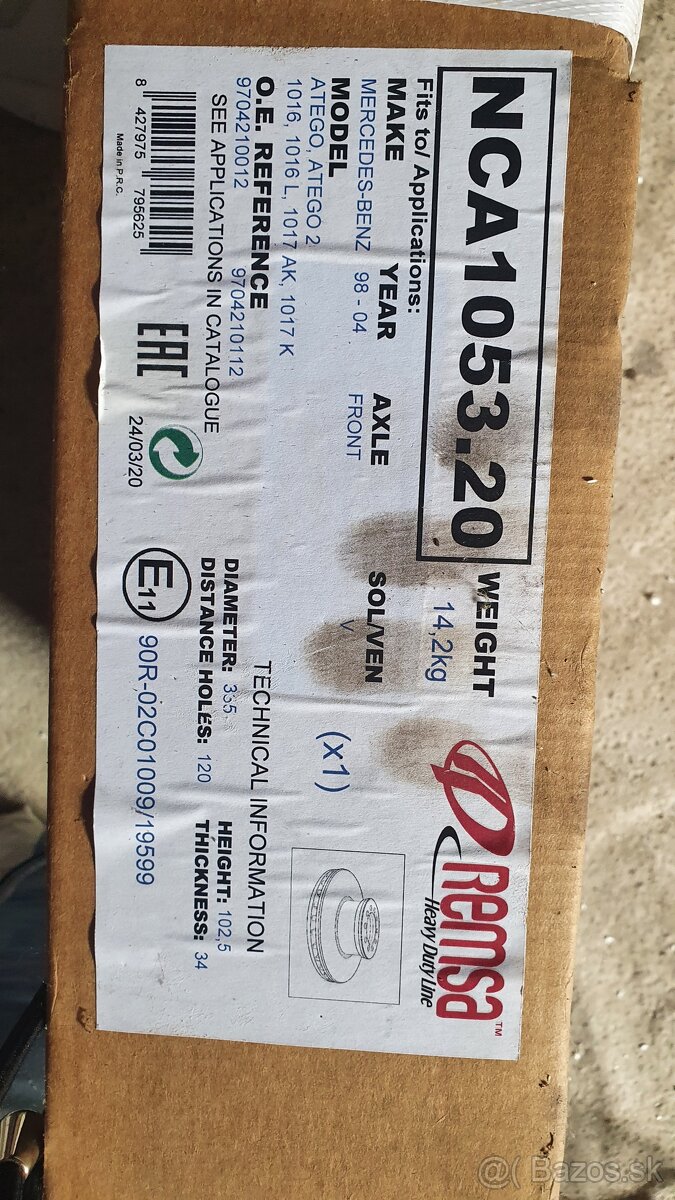 NCA1053.20
WEIGHT 14,2kg
Remsa™
Heavy Duty Line
Fits to/ Applications:
MAKE YEAR AXLE SOL/VEN
MERCEDES-BENZ 98 - 04 FRONT V
(x1)
MODEL
ATEGO, ATEGO 2
1016, 1016 L, 1017 AK, 1017 K
O.E. REFERENCE
9704210012 9704210112
SEE APPLICATIONS IN CATALOGUE
TECHNICAL INFORMATION
DIAMETER: 335 HEIGHT: 102,5
DISTANCE HOLES: 120 THICKNESS: 34
8 427975 795625
Made in P.R.C.
EAC
24/03/20
E11 90R-02C01009/19599
@( Bazos.sk